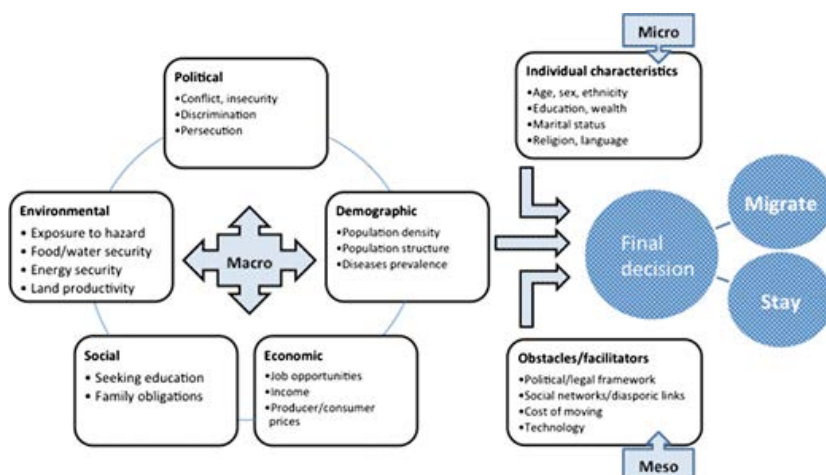 Micro
Political
•Conflict, insecurity
•Discrimination
•Persecution
Individual characteristics
•Age, sex, ethnicity
•Education, wealth
•Marital status
•Religion, language
Environmental
• Exposure to hazard
• Food/water security
• Energy security
• Land productivity
Macro
Demographic
•Population density
•Population structure
•Diseases prevalence
Final
decision
Migrate
Stay
Social
• Seeking education
• Family obligations
Economic
•Job opportunities
•Income
•Producer/consumer
prices
Obstacles/facilitators
•Political/legal framework
•Social networks/diasporic links
•Cost of moving
•Technology
Meso